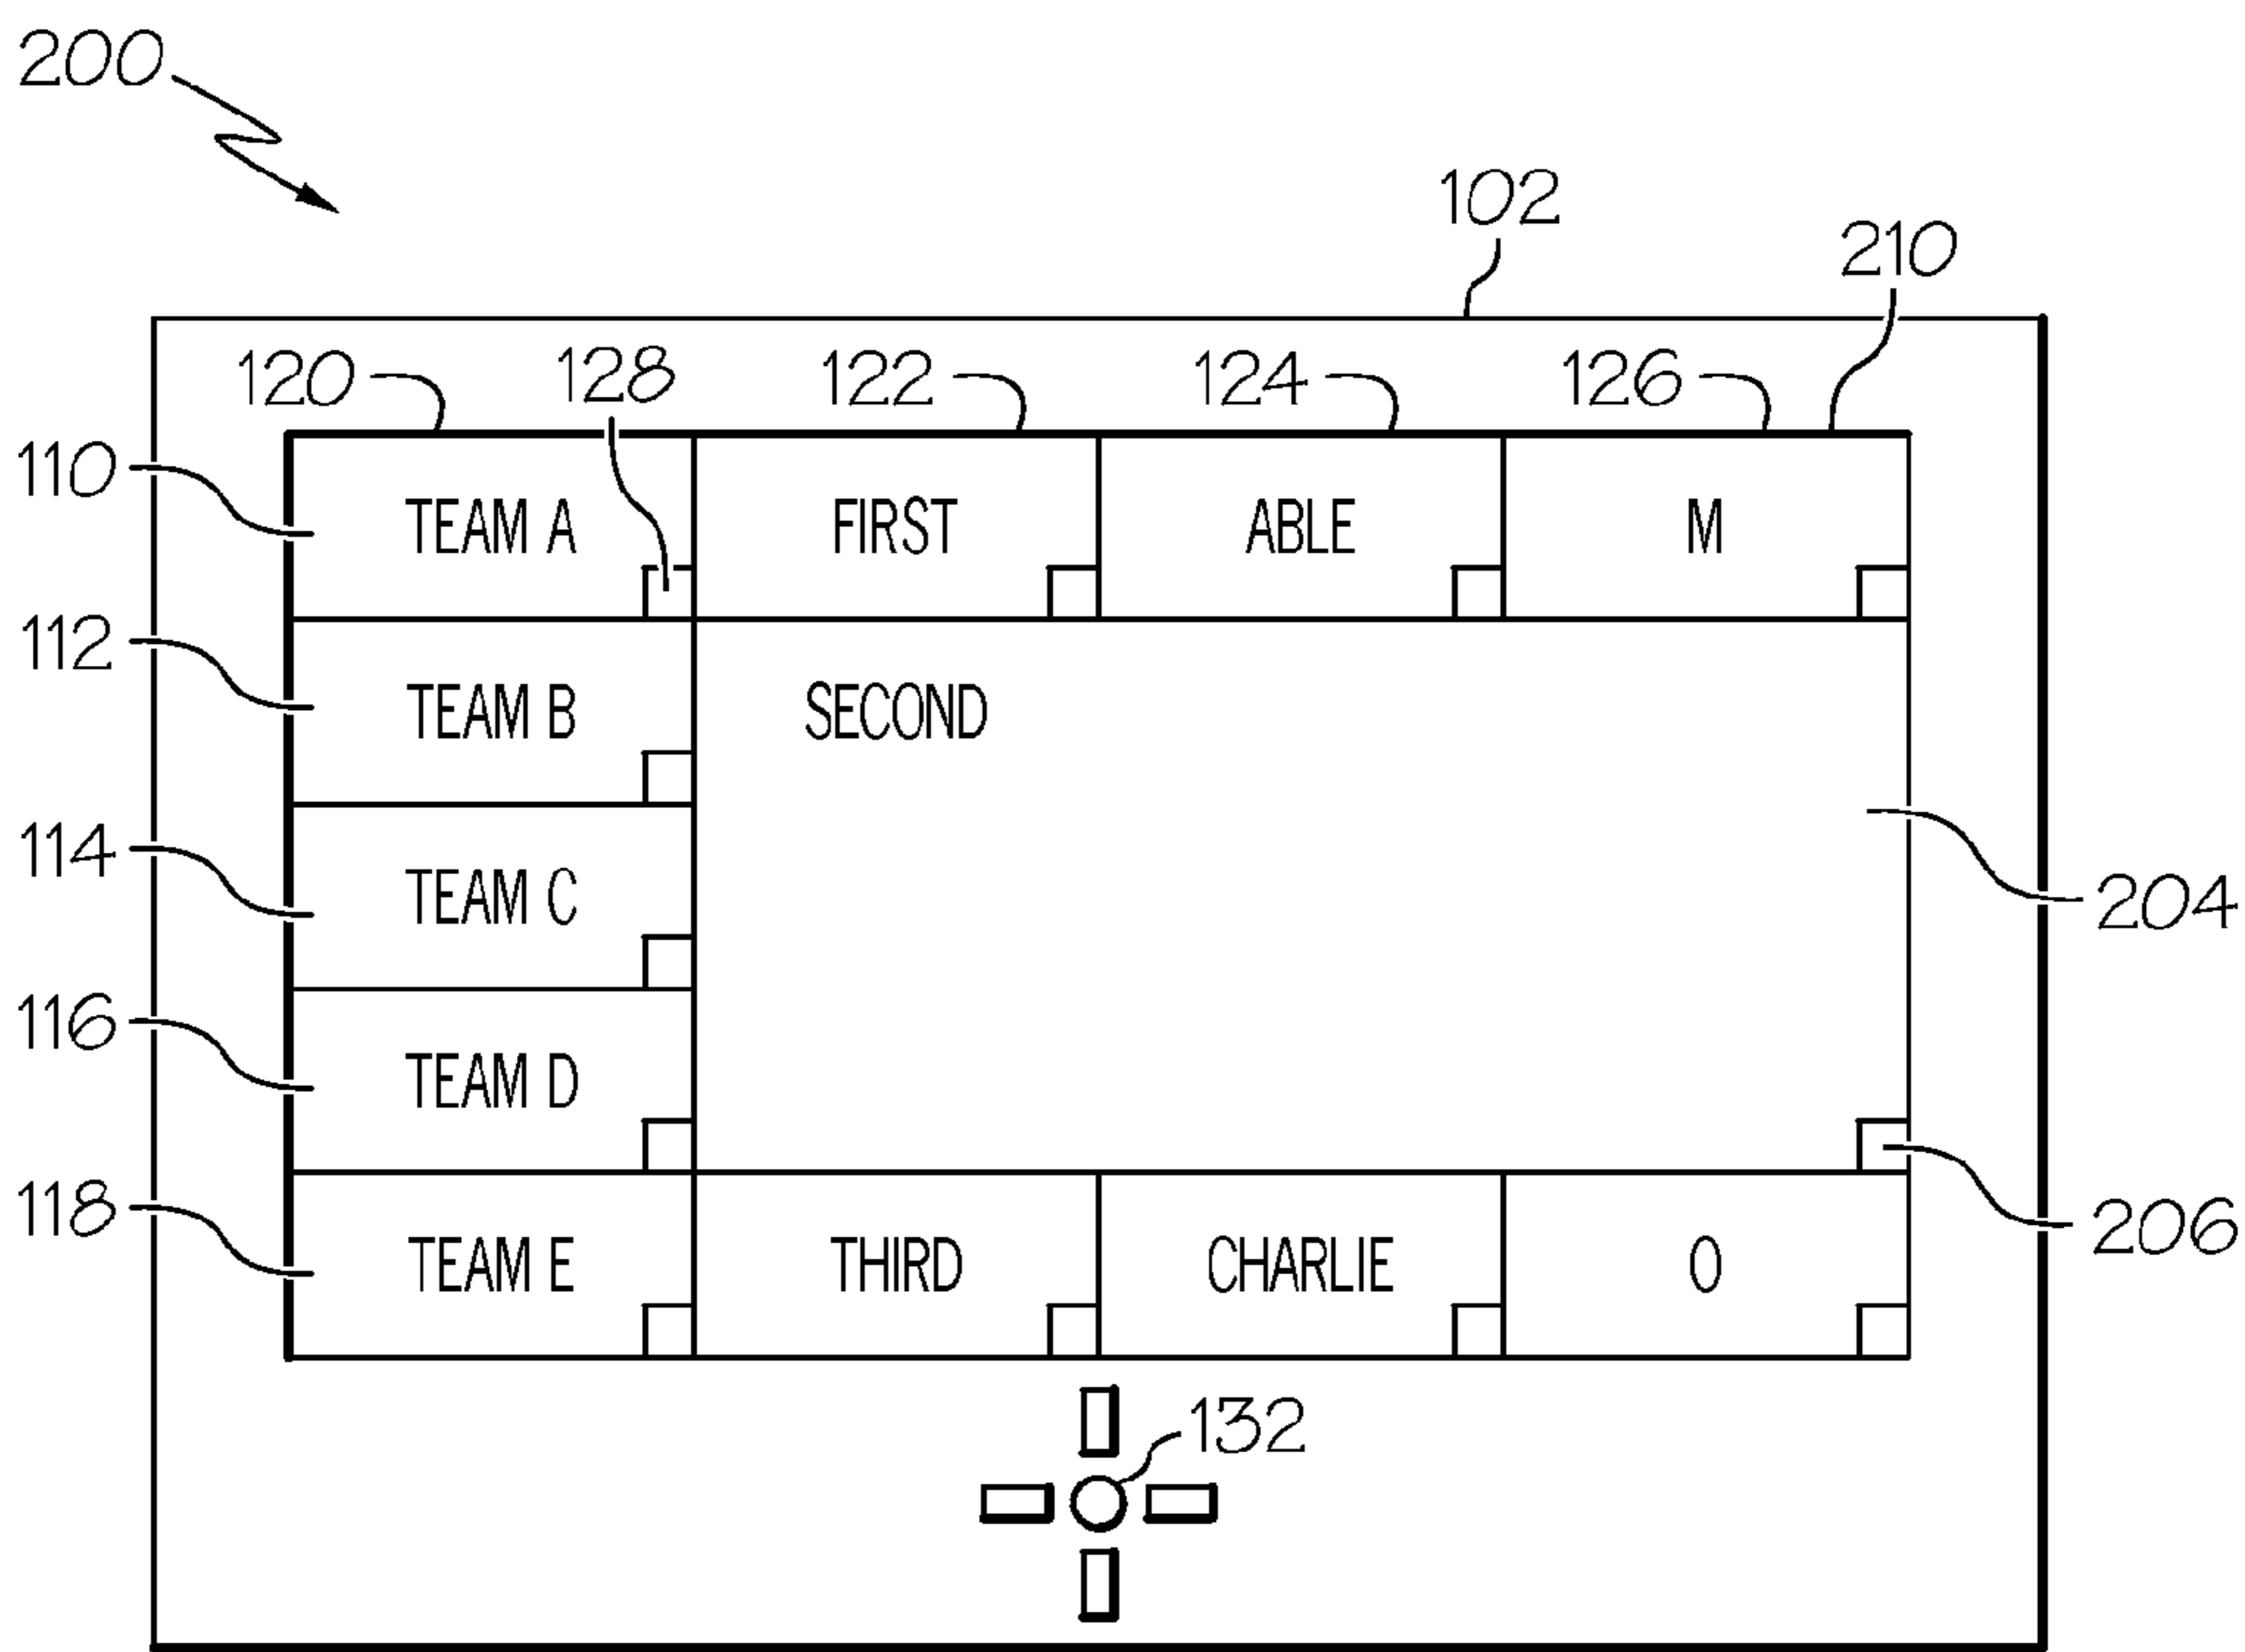 200
102
210
120 128 122 124 126
110 TEAM A FIRST ABLE M
112 TEAM B SECOND
114 TEAM C 204
116 TEAM D
118 TEAM E THIRD CHARLIE O 206
132